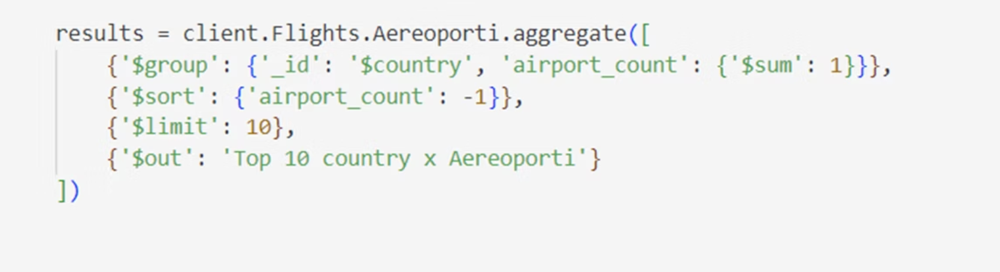 results = client.Flights.Aereoporti.aggregate([
    {'$group': {'_id': '$country', 'airport_count': {'$sum': 1}}},
    {'$sort': {'airport_count': -1}},
    {'$limit': 10},
    {'$out': 'Top 10 country x Aereoporti'}
])